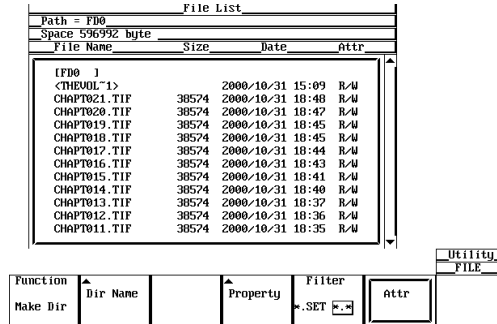 File List
Path = FD0
Space 596992 byte
File Name Size Date Attr
[FD0 ]
<THEVOL~1> 2000/10/31 15:09 R/W
CHAPT021.TIF 38574 2000/10/31 18:48 R/W
CHAPT020.TIF 38574 2000/10/31 18:47 R/W
CHAPT019.TIF 38574 2000/10/31 18:45 R/W
CHAPT018.TIF 38574 2000/10/31 18:45 R/W
CHAPT017.TIF 38574 2000/10/31 18:44 R/W
CHAPT016.TIF 38574 2000/10/31 18:43 R/W
CHAPT015.TIF 38574 2000/10/31 18:41 R/W
CHAPT014.TIF 38574 2000/10/31 18:40 R/W
CHAPT013.TIF 38574 2000/10/31 18:37 R/W
CHAPT012.TIF 38574 2000/10/31 18:36 R/W
CHAPT011.TIF 38574 2000/10/31 18:35 R/W
Utility
FILE
Function
Make Dir
Dir Name
Property
Filter
*.SET *.*
Attr